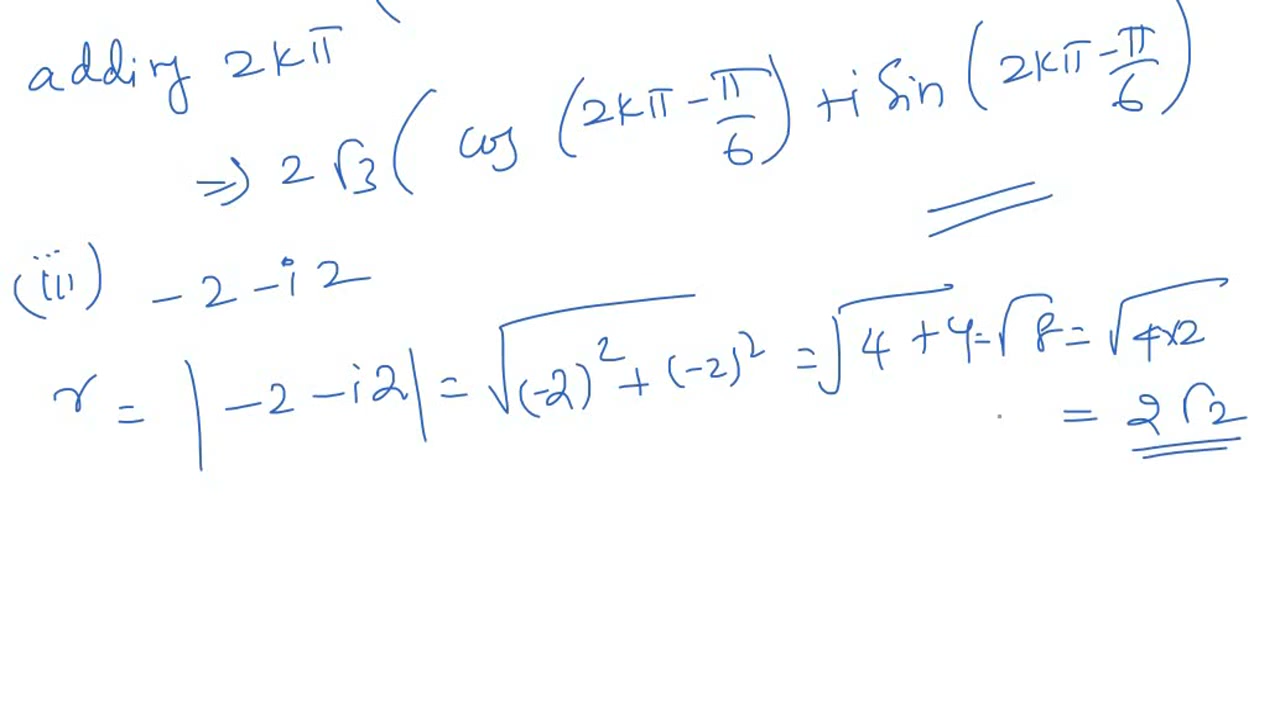 adding 2kπ
⇒ 2√3 ( cos (2kπ - π/6) + i Sin (2kπ - π/6)
(iii) -2 - i2
r = |-2 - i2| = √((-2)² + (-2)²) = √(4 + 4) = √8 = √(4×2)
= 2√2